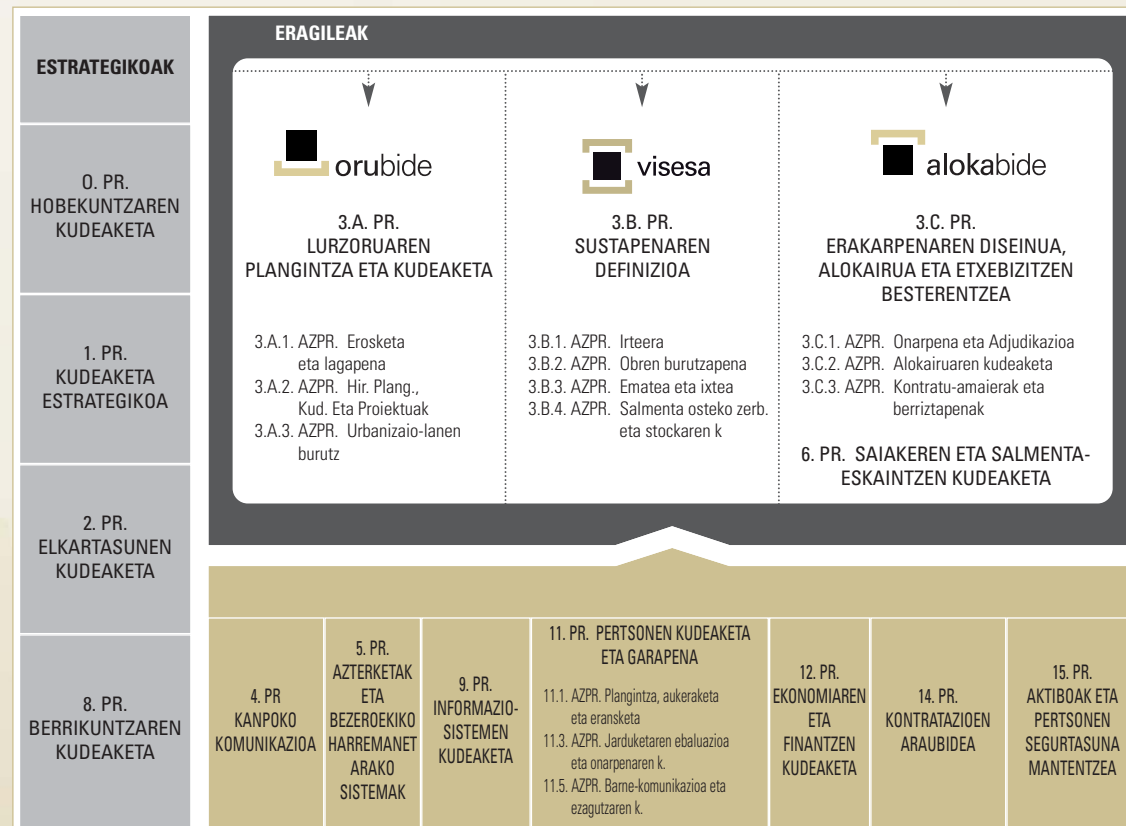 ESTRATEGIKOAK
0. PR.
HOBEKUNTZAREN
KUDEAKETA
1. PR.
KUDEAKETA
ESTRATEGIKOA
2. PR.
ELKARTASUNEN
KUDEAKETA
8. PR.
BERRIKUNTZAREN
KUDEAKETA
ERAGILEAK
orubide
3.A. PR.
LURZORUAREN
PLANGINTZA ETA KUDEAKETA
3.A.1. AZPR. Erosketa
eta lagapena
3.A.2. AZPR. Hir. Plang.,
Kud. Eta Proiektuak
3.A.3. AZPR. Urbanizaio-lanen
burutz
visesa
3.B. PR.
SUSTAPENAREN
DEFINIZIOA
3.B.1. AZPR. Irteera
3.B.2. AZPR. Obren burutzapena
3.B.3. AZPR. Ematea eta ixtea
3.B.4. AZPR. Salmenta osteko zerb.
eta stockaren k
alokabide
3.C. PR.
ERAKARPENAREN DISEINUA,
ALOKAIRUA ETA ETXEBIZITZEN
BESTERENTZEA
3.C.1. AZPR. Onarpena eta Adjudikazioa
3.C.2. AZPR. Alokairuaren kudeaketa
3.C.3. AZPR. Kontratu-amaierak eta
berriztapenak
6. PR. SAIAKEREN ETA SALMENTA-
ESKAINTZEN KUDEAKETA
4. PR
KANPOKO
KOMUNIKAZIOA
5. PR.
AZTERKETAK
ETA
BEZEROEKIKO
HARREMANET
ARAKO
SISTEMAK
9. PR.
INFORMAZIO-
SISTEMEN
KUDEAKETA
11. PR. PERTSONEN KUDEAKETA
ETA GARAPENA
11.1. AZPR. Plangintza, aukeraketa
eta eransketa
11.3. AZPR. Jarduketaren ebaluazioa
eta onarpenaren k.
11.5. AZPR. Barne-komunikazioa eta
ezagutzaren k.
12. PR.
EKONOMIAREN
ETA
FINANTZEN
KUDEAKETA
14. PR.
KONTRATAZIOEN
ARAUBIDEA
15. PR.
AKTIBOAK ETA
PERTSONEN
SEGURTASUNA
MANTENTZEA